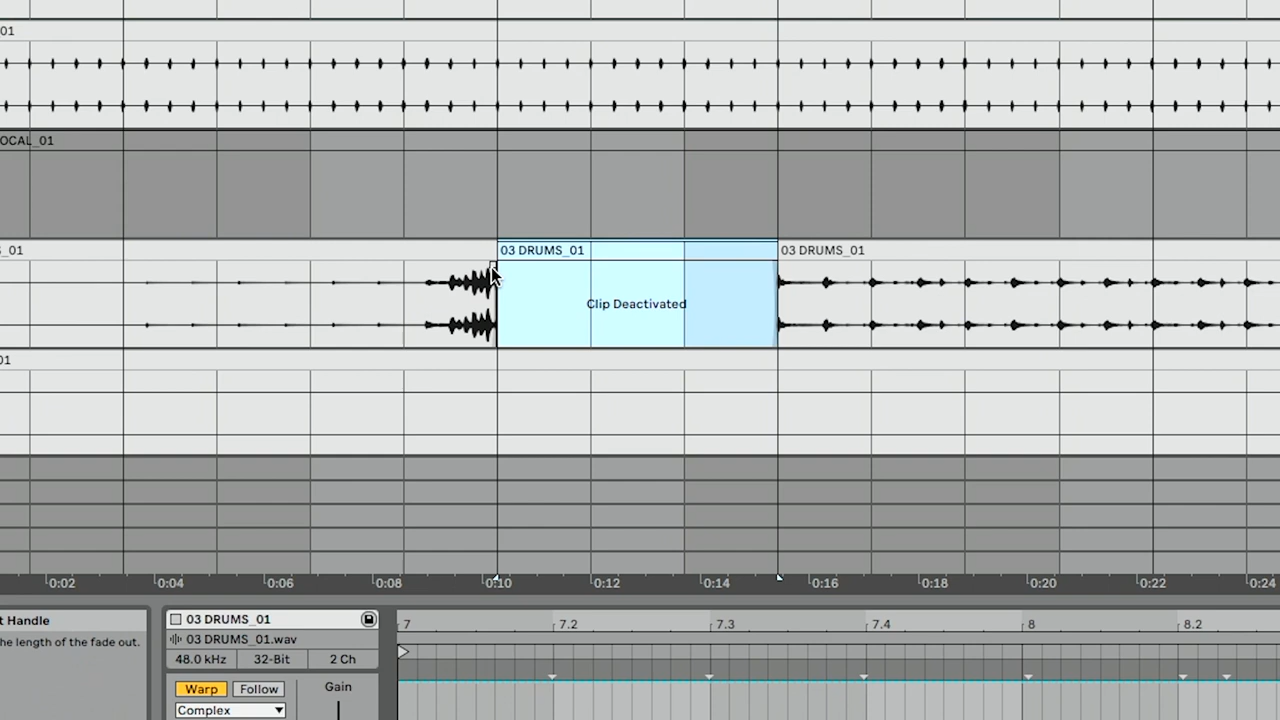 01
OCAL_01
S_01
03 DRUMS_01
03 DRUMS_01
Clip Deactivated
01
0:02 0:04 0:06 0:08 0:10 0:12 0:14 0:16 0:18 0:20 0:22 0:24
t Handle
he length of the fade out.
03 DRUMS_01
03 DRUMS_01.wav
48.0 kHz 32-Bit 2 Ch
Warp Follow Gain
Complex
7 7.2 7.3 7.4 8 8.2